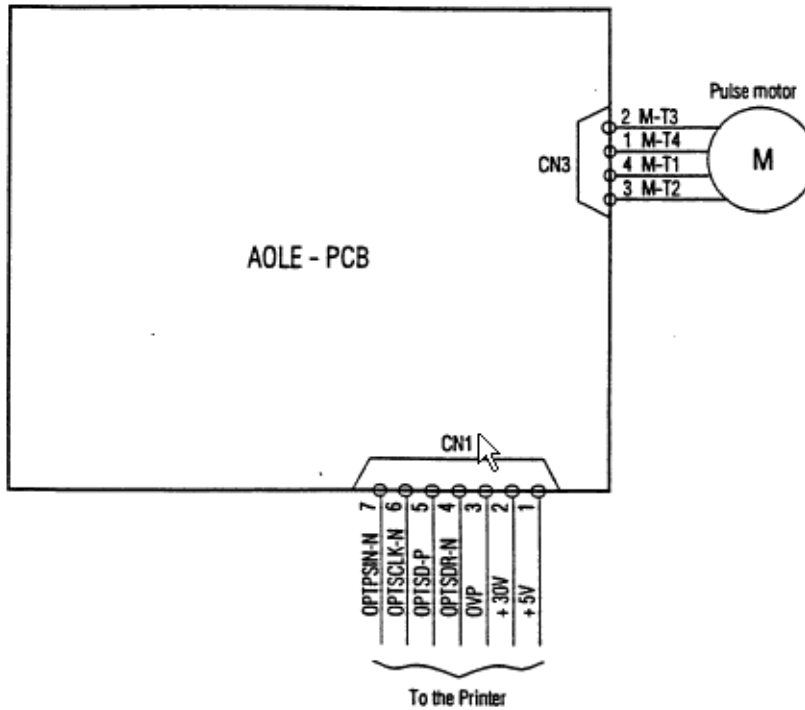 Pulse motor
2 M-T3
1 M-T4
4 M-T1
3 M-T2
CN3
M
AOLE - PCB
CN1
7 6 5 4 3 2 1
OPTPSIN-N
OPTSCLK-N
OPTSD-P
OPTSDR-N
OVP
+ 30V
+ 5V
To the Printer